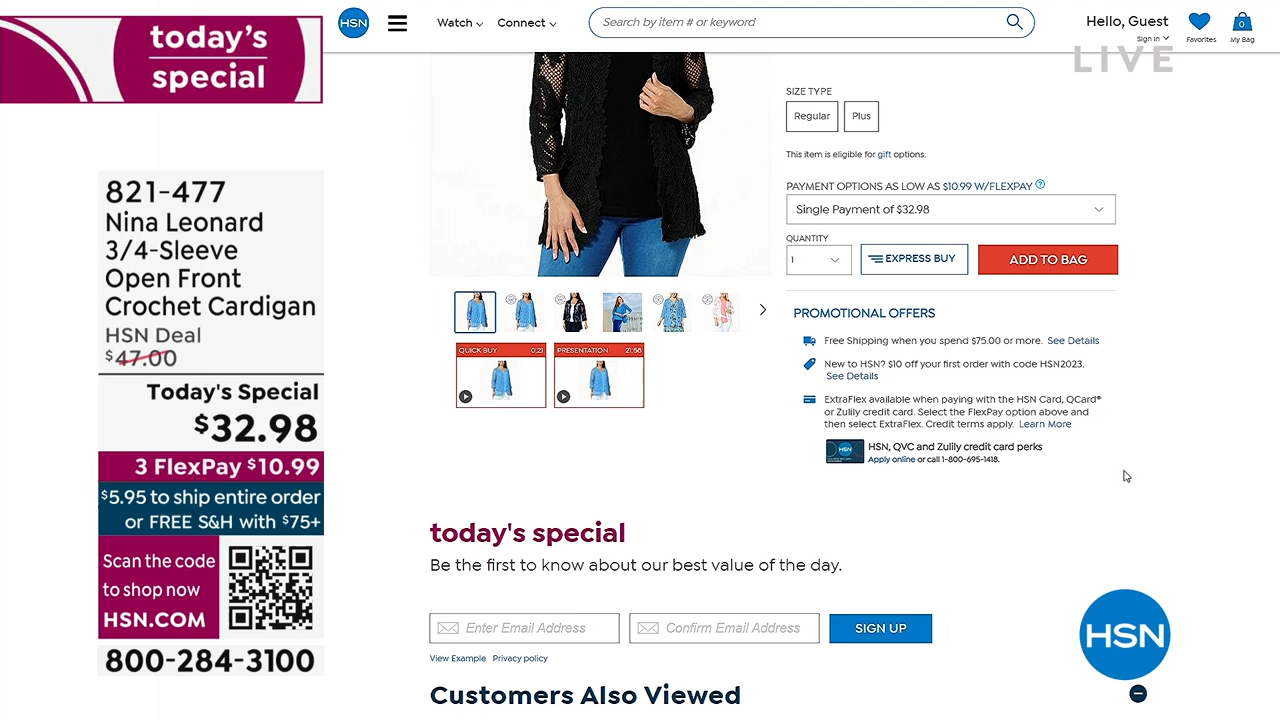 today's
special
821-477
Nina Leonard
3/4-Sleeve
Open Front
Crochet Cardigan
HSN Deal
$47.00
Today's Special
$32.98
3 FlexPay $10.99
$5.95 to ship entire order
or FREE S&H with $75+
Scan the code
to shop now
HSN.COM
800-284-3100
HSN
Watch
Connect
Search by item # or keyword
Hello, Guest
Sign In
Favorites
0
My Bag
LIVE
SIZE TYPE
Regular
Plus
This item is eligible for gift options.
PAYMENT OPTIONS AS LOW AS $10.99 W/FLEXPAY ?
Single Payment of $32.98
QUANTITY
1
EXPRESS BUY
ADD TO BAG
QUICK BUY 0:21
PRESENTATION 21:58
PROMOTIONAL OFFERS
Free Shipping when you spend $75.00 or more. See Details
New to HSN? $10 off your first order with code HSN2023.
See Details
ExtraFlex available when paying with the HSN Card, QCard®
or Zulily credit card. Select the FlexPay option above and
then select ExtraFlex. Credit terms apply. Learn More
HSN
HSN, QVC and Zulily credit card perks
Apply online or call 1-800-695-1418.
today's special
Be the first to know about our best value of the day.
Enter Email Address
Confirm Email Address
SIGN UP
View Example
Privacy policy
HSN
Customers Also Viewed